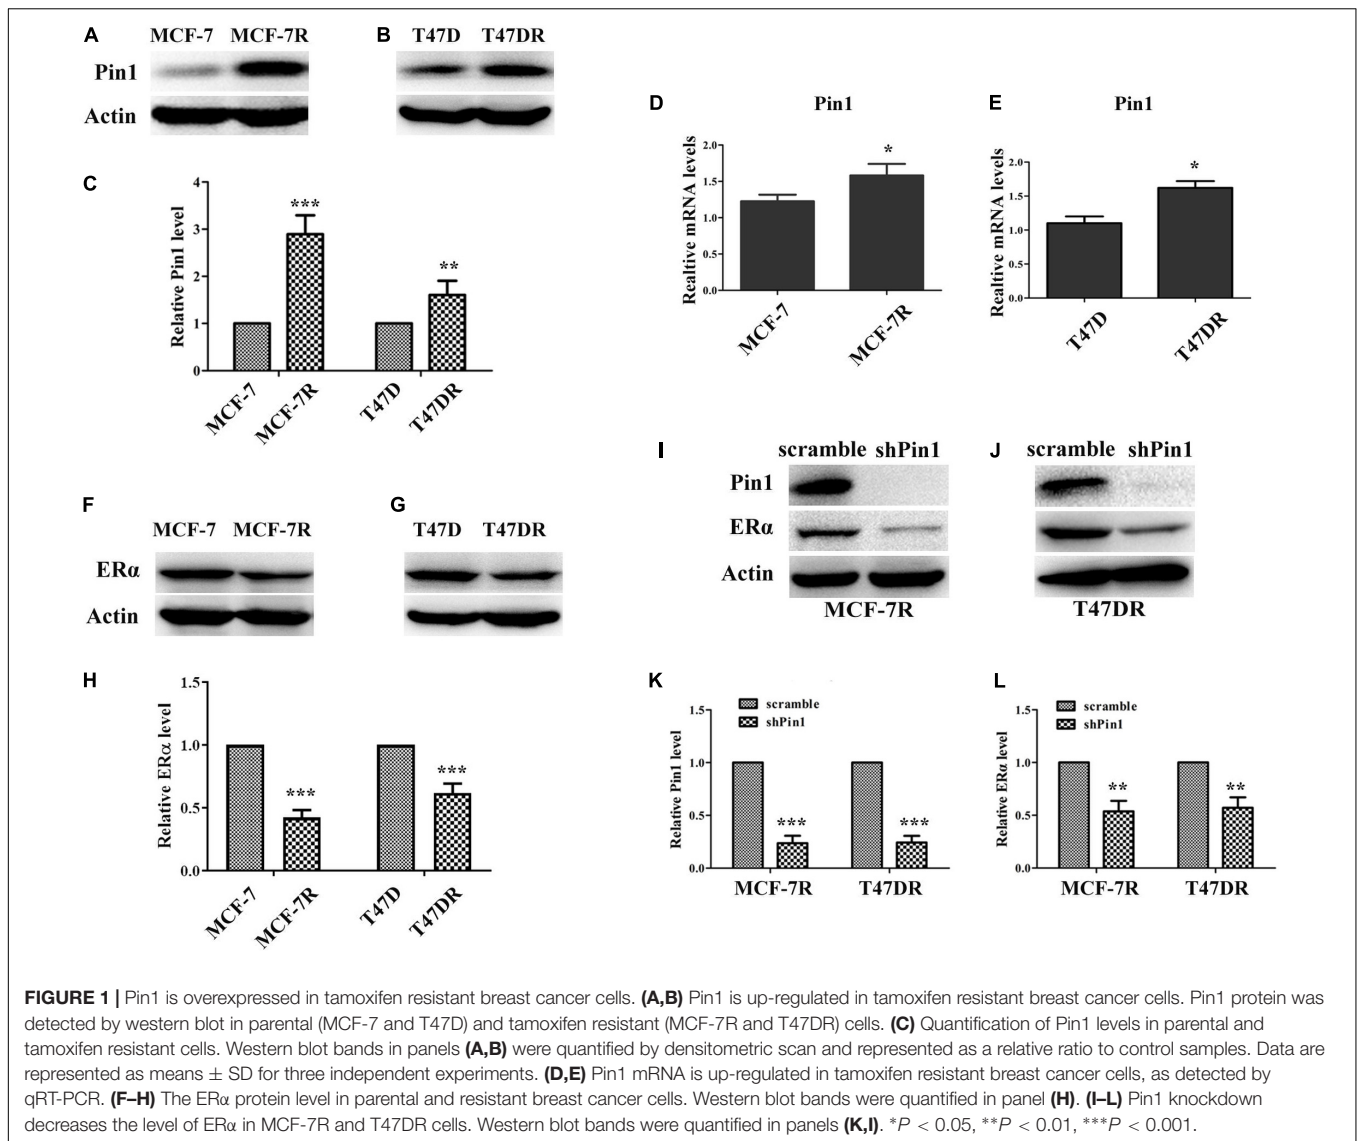 A MCF-7 MCF-7R
Pin1
Actin
B T47D T47DR
C
Relative Pin1 level
4
3
2
1
0
***
**
MCF-7
MCF-7R
T47D
T47DR
D Pin1
Realtive mRNA levels
2.0
1.5
1.0
0.5
0.0
*
MCF-7
MCF-7R
E Pin1
Realtive mRNA levels
2.0
1.5
1.0
0.5
0.0
*
T47D
T47DR
F MCF-7 MCF-7R
ERα
Actin
G T47D T47DR
H
Relative ERα level
1.5
1.0
0.5
0.0
***
***
MCF-7
MCF-7R
T47D
T47DR
I scramble shPin1
Pin1
ERα
Actin
MCF-7R
J scramble shPin1
T47DR
K
scramble
shPin1
Relative Pin1 level
1.5
1.0
0.5
0.0
***
***
MCF-7R T47DR
L
scramble
shPin1
Relative ERα level
1.5
1.0
0.5
0.0
**
**
MCF-7R T47DR
FIGURE 1 | Pin1 is overexpressed in tamoxifen resistant breast cancer cells. (A,B) Pin1 is up-regulated in tamoxifen resistant breast cancer cells. Pin1 protein was
detected by western blot in parental (MCF-7 and T47D) and tamoxifen resistant (MCF-7R and T47DR) cells. (C) Quantification of Pin1 levels in parental and
tamoxifen resistant cells. Western blot bands in panels (A,B) were quantified by densitometric scan and represented as a relative ratio to control samples. Data are
represented as means ± SD for three independent experiments. (D,E) Pin1 mRNA is up-regulated in tamoxifen resistant breast cancer cells, as detected by
qRT-PCR. (F–H) The ERα protein level in parental and resistant breast cancer cells. Western blot bands were quantified in panel (H). (I–L) Pin1 knockdown
decreases the level of ERα in MCF-7R and T47DR cells. Western blot bands were quantified in panels (K,I). *P < 0.05, **P < 0.01, ***P < 0.001.